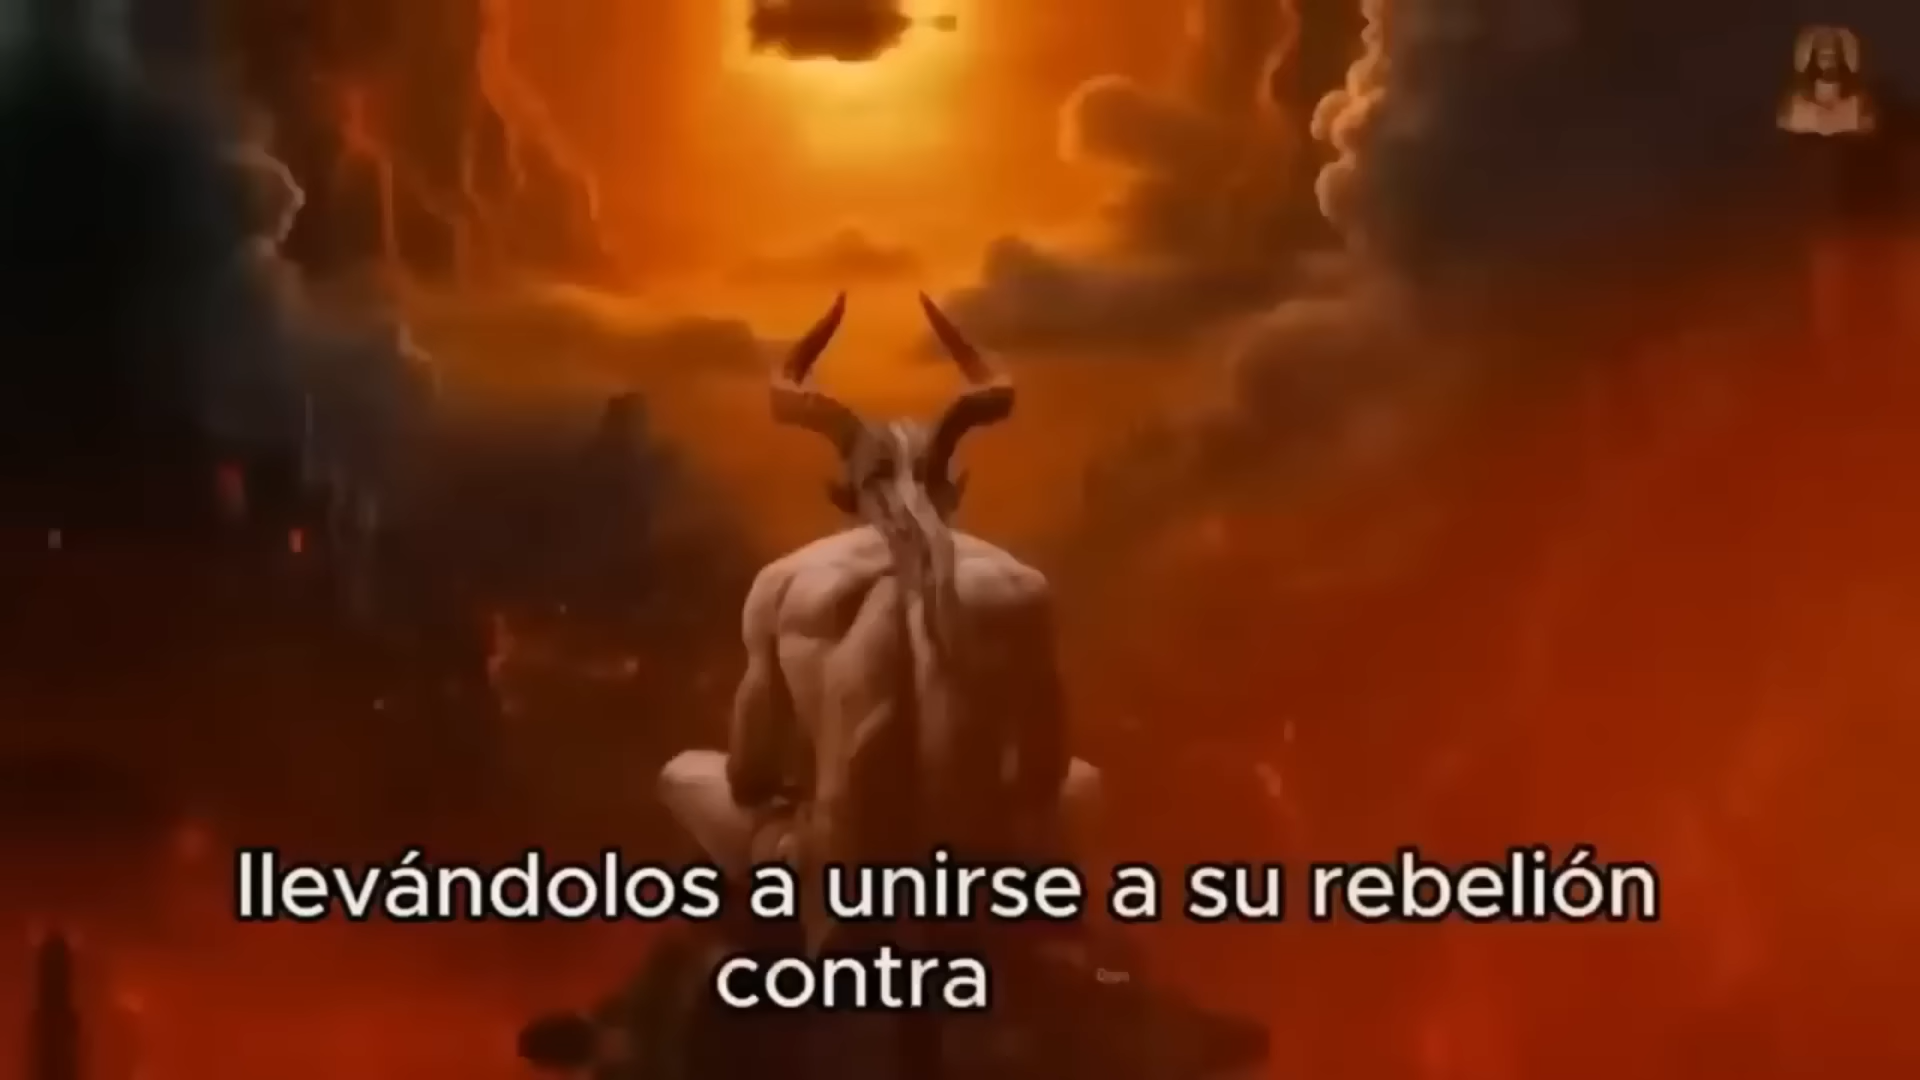 llevándolos a unirse a su rebelión
contra